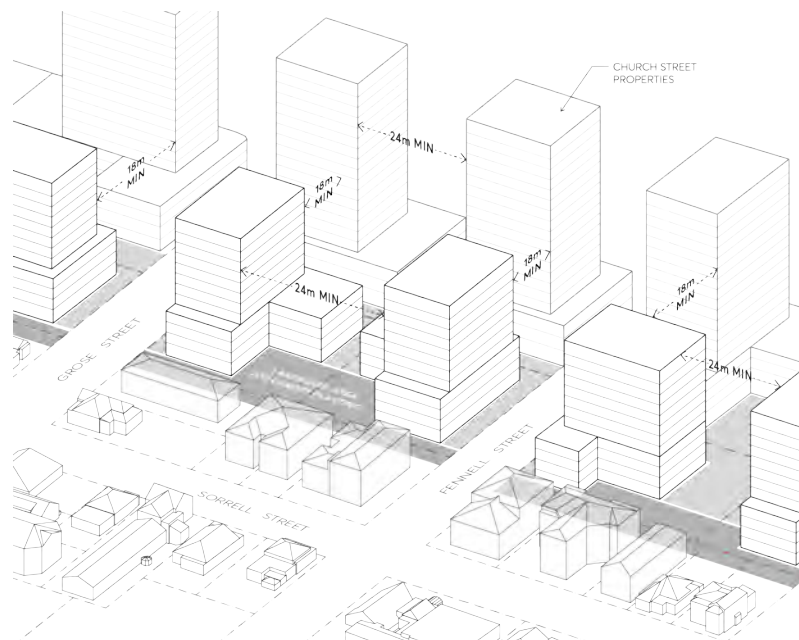 CHURCH STREET
PROPERTIES
24m MIN
18m
MIN
18m
MIN
18m
MIN
18m
MIN
24m MIN
24m MIN
GROSE STREET
FENNELL STREET
SORRELL STREET